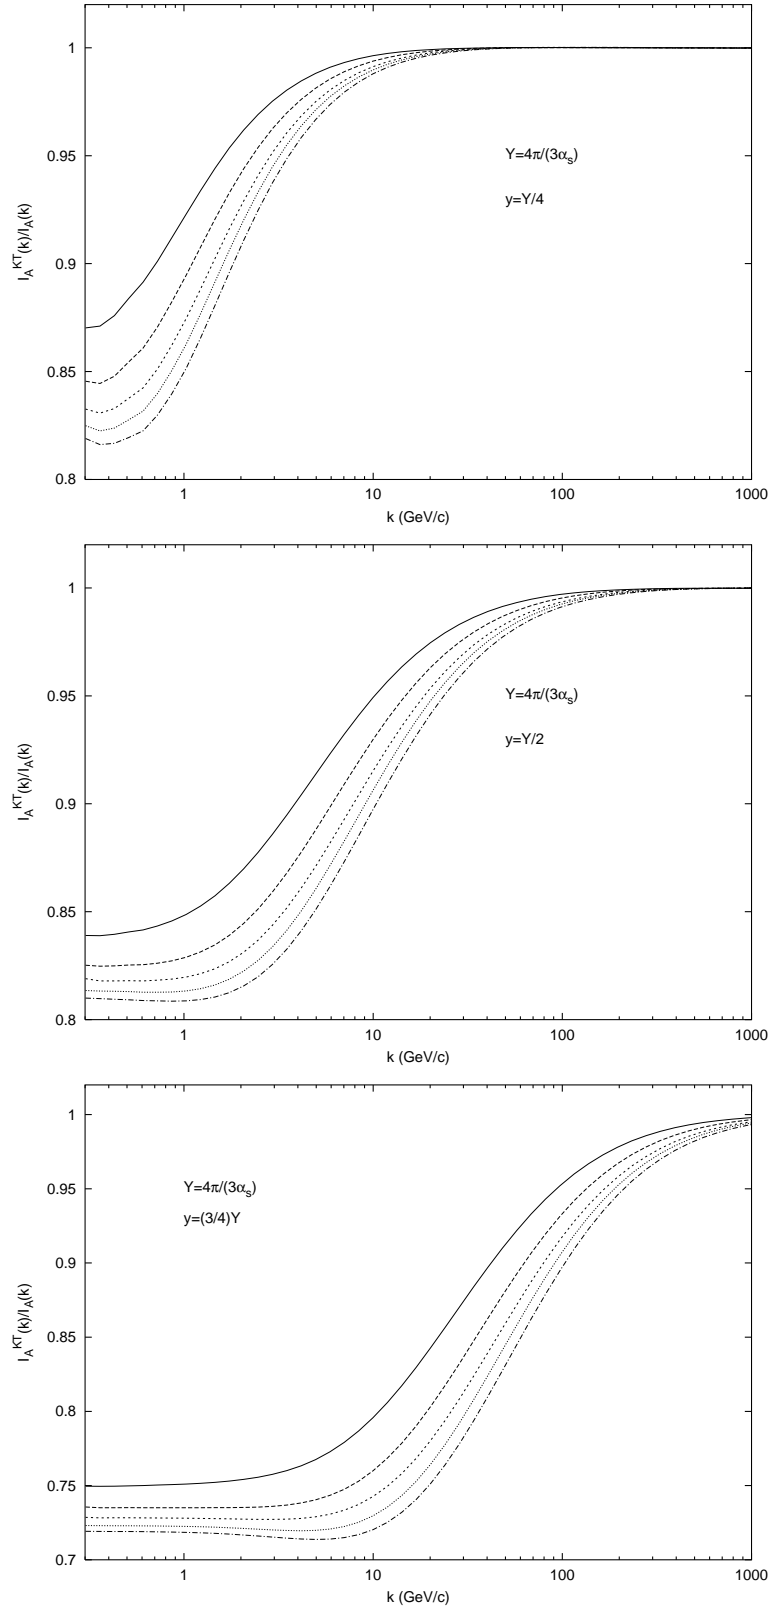 1
0.95
0.9
0.85
0.8
I_A^KT(k)/I_A(k)
Y=4π/(3α_s)
y=Y/4
1 10 100 1000
k (GeV/c)
1
0.95
0.9
0.85
0.8
I_A^KT(k)/I_A(k)
Y=4π/(3α_s)
y=Y/2
1 10 100 1000
k (GeV/c)
1
0.95
0.9
0.85
0.8
0.75
0.7
I_A^KT(k)/I_A(k)
Y=4π/(3α_s)
y=(3/4)Y
1 10 100 1000
k (GeV/c)